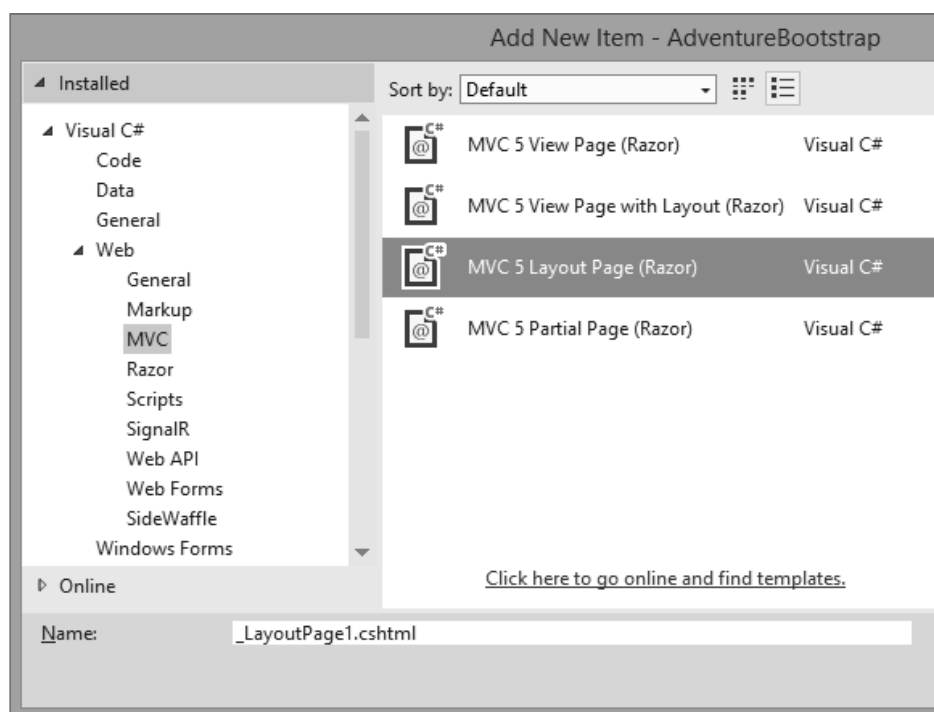 Add New Item - AdventureBootstrap
Installed
Visual C#
Code
Data
General
Web
General
Markup
MVC
Razor
Scripts
SignalR
Web API
Web Forms
SideWaffle
Windows Forms
Online
Sort by: Default
C# @ MVC 5 View Page (Razor) Visual C#
C# @ MVC 5 View Page with Layout (Razor) Visual C#
C# @ MVC 5 Layout Page (Razor) Visual C#
C# @ MVC 5 Partial Page (Razor) Visual C#
Click here to go online and find templates.
Name: _LayoutPage1.cshtml